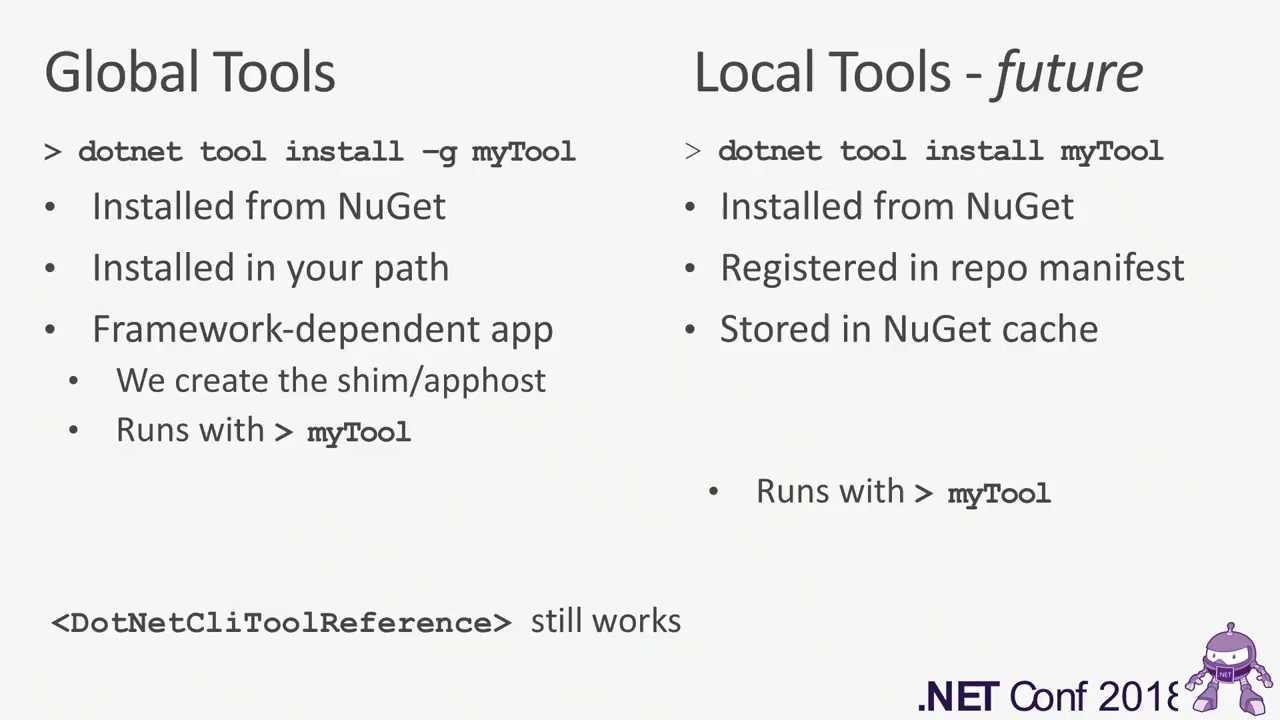 Global Tools
> dotnet tool install –g myTool
• Installed from NuGet
• Installed in your path
• Framework-dependent app
• We create the shim/apphost
• Runs with > myTool
Local Tools - future
> dotnet tool install myTool
• Installed from NuGet
• Registered in repo manifest
• Stored in NuGet cache
• Runs with > myTool
<DotNetCliToolReference> still works
.NET Conf 2018
NET